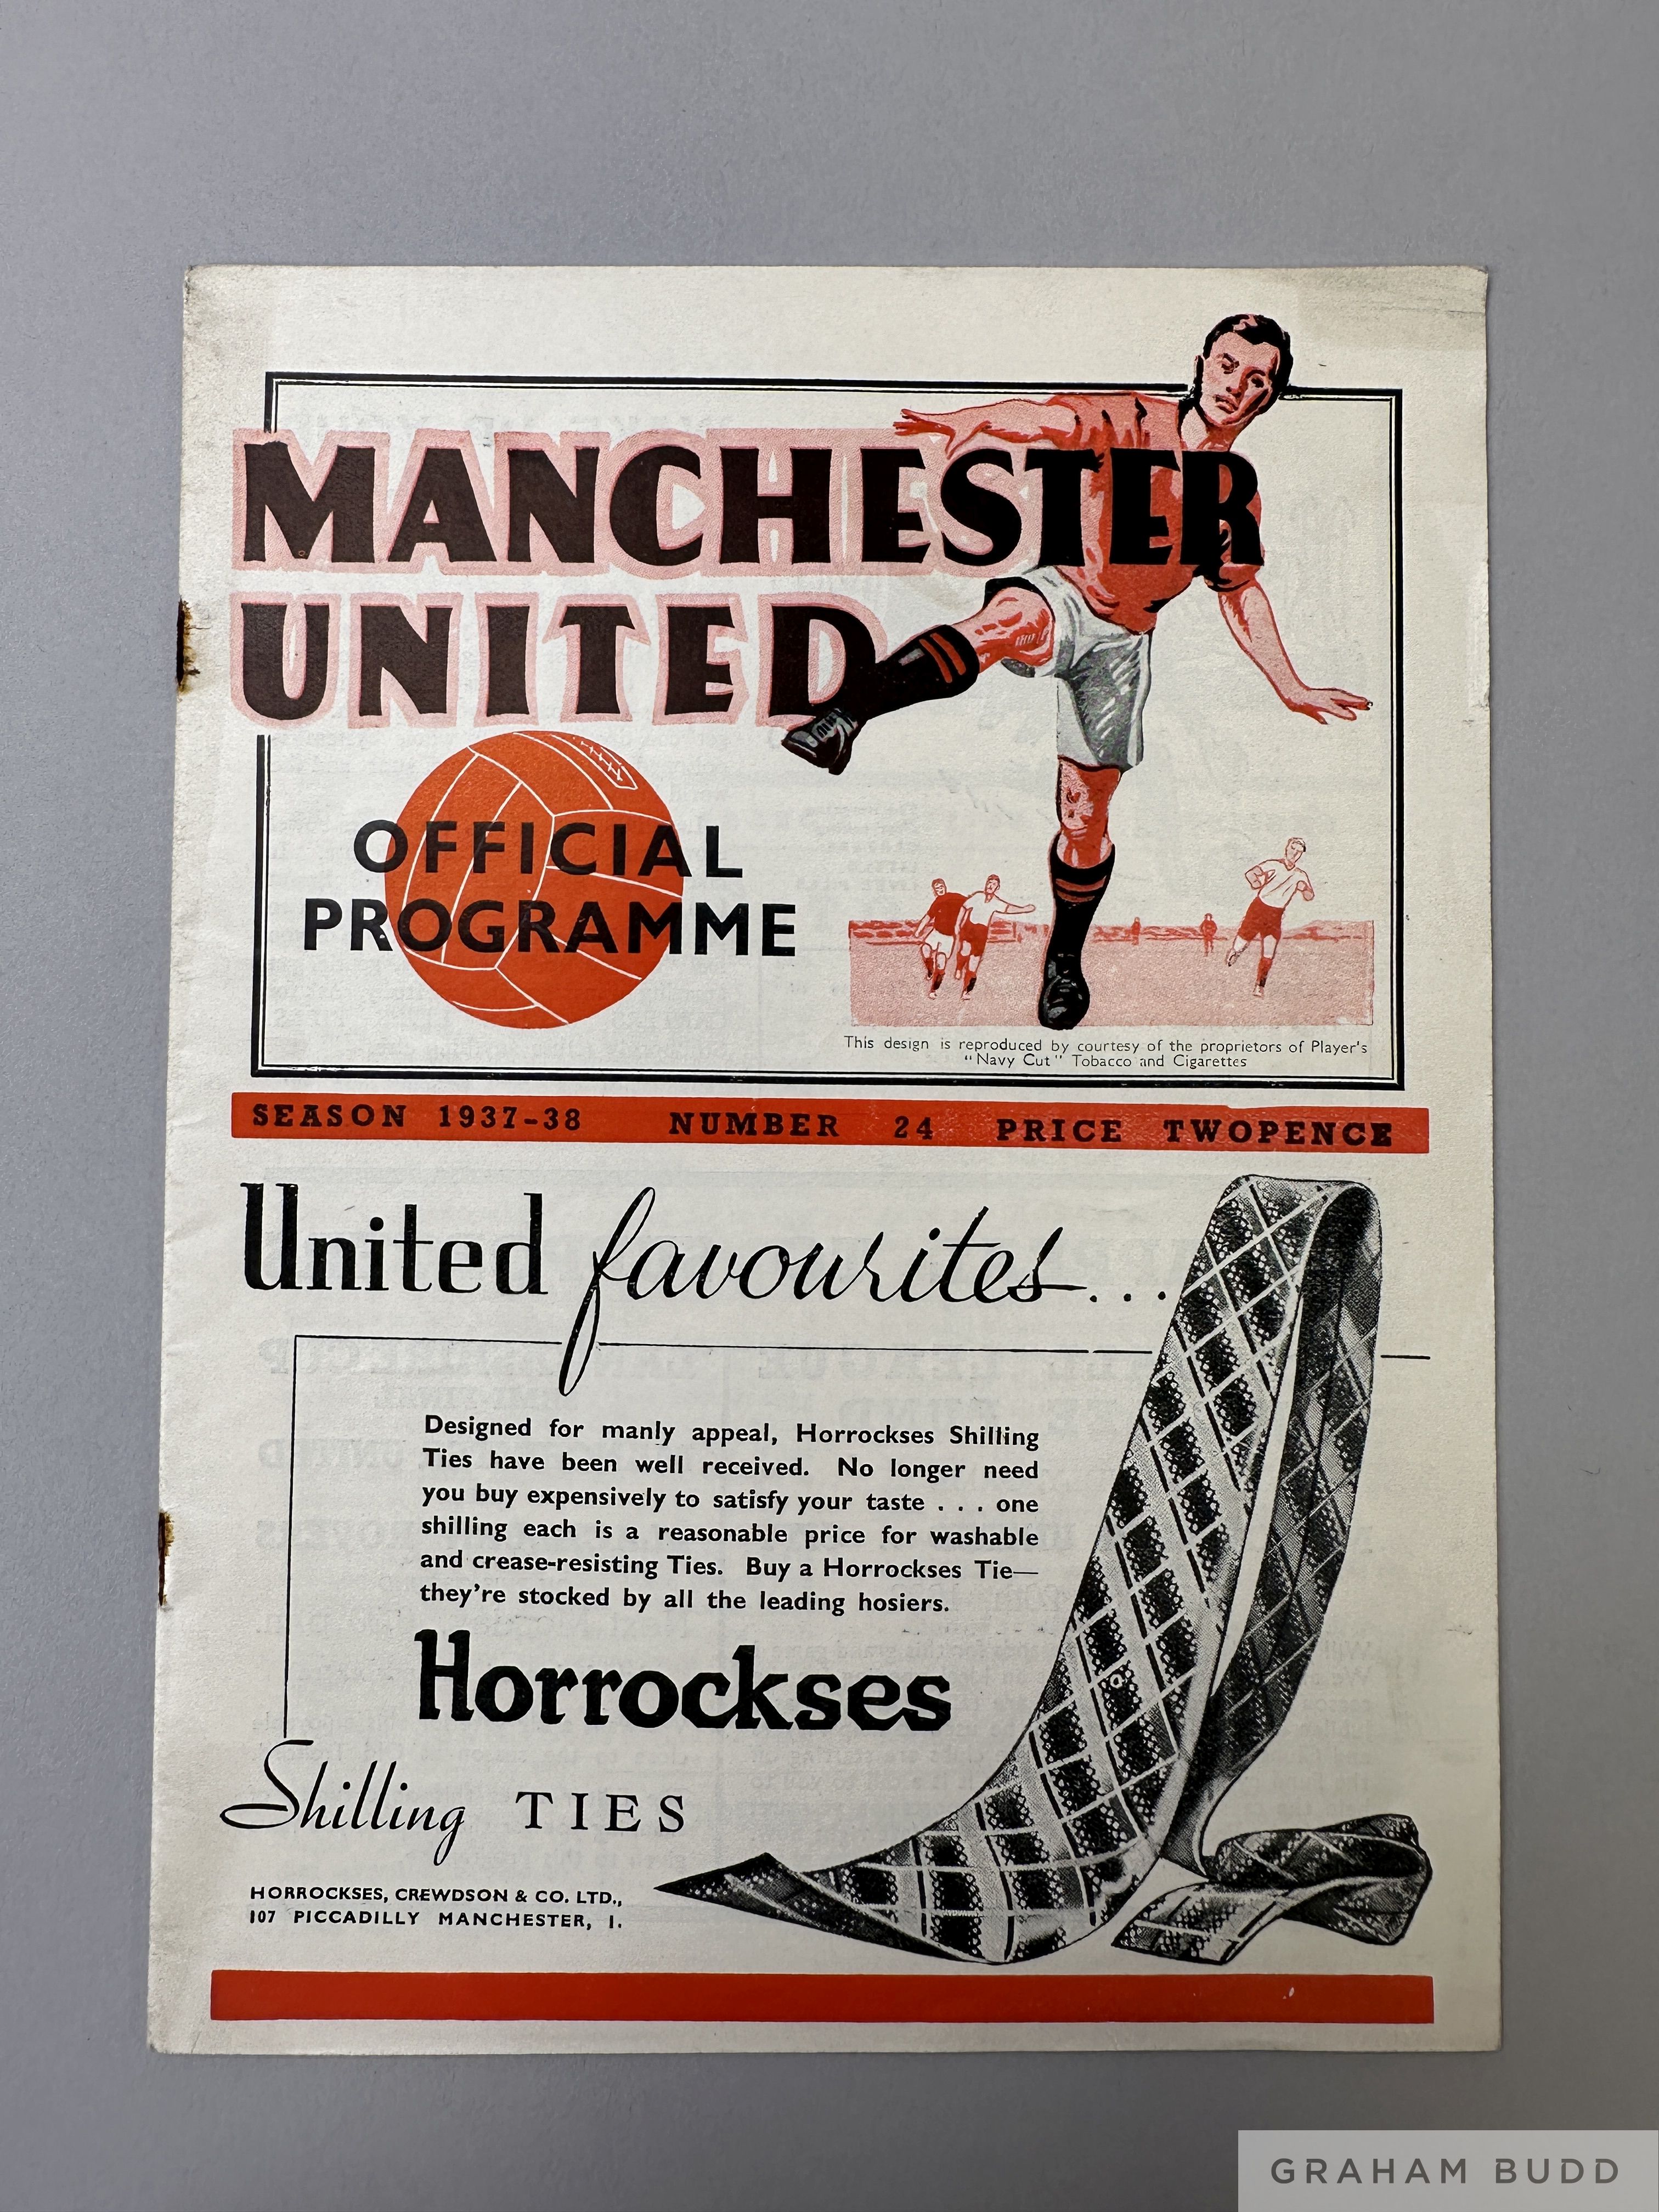 MANCHESTER
UNITED
OFFICIAL
PROGRAMME
This design is reproduced by courtesy of the proprietors of Player's
"Navy Cut" Tobacco and Cigarettes
SEASON 1937-38 NUMBER 24 PRICE TWOPENCE
United favourites...
Designed for manly appeal, Horrockses Shilling
Ties have been well received. No longer need
you buy expensively to satisfy your taste . . . one
shilling each is a reasonable price for washable
and crease-resisting Ties. Buy a Horrockses Tie—
they're stocked by all the leading hosiers.
Horrockses
Shilling TIES
HORROCKSES, CREWDSON & CO. LTD.,
107 PICCADILLY MANCHESTER, 1.
GRAHAM BUDD